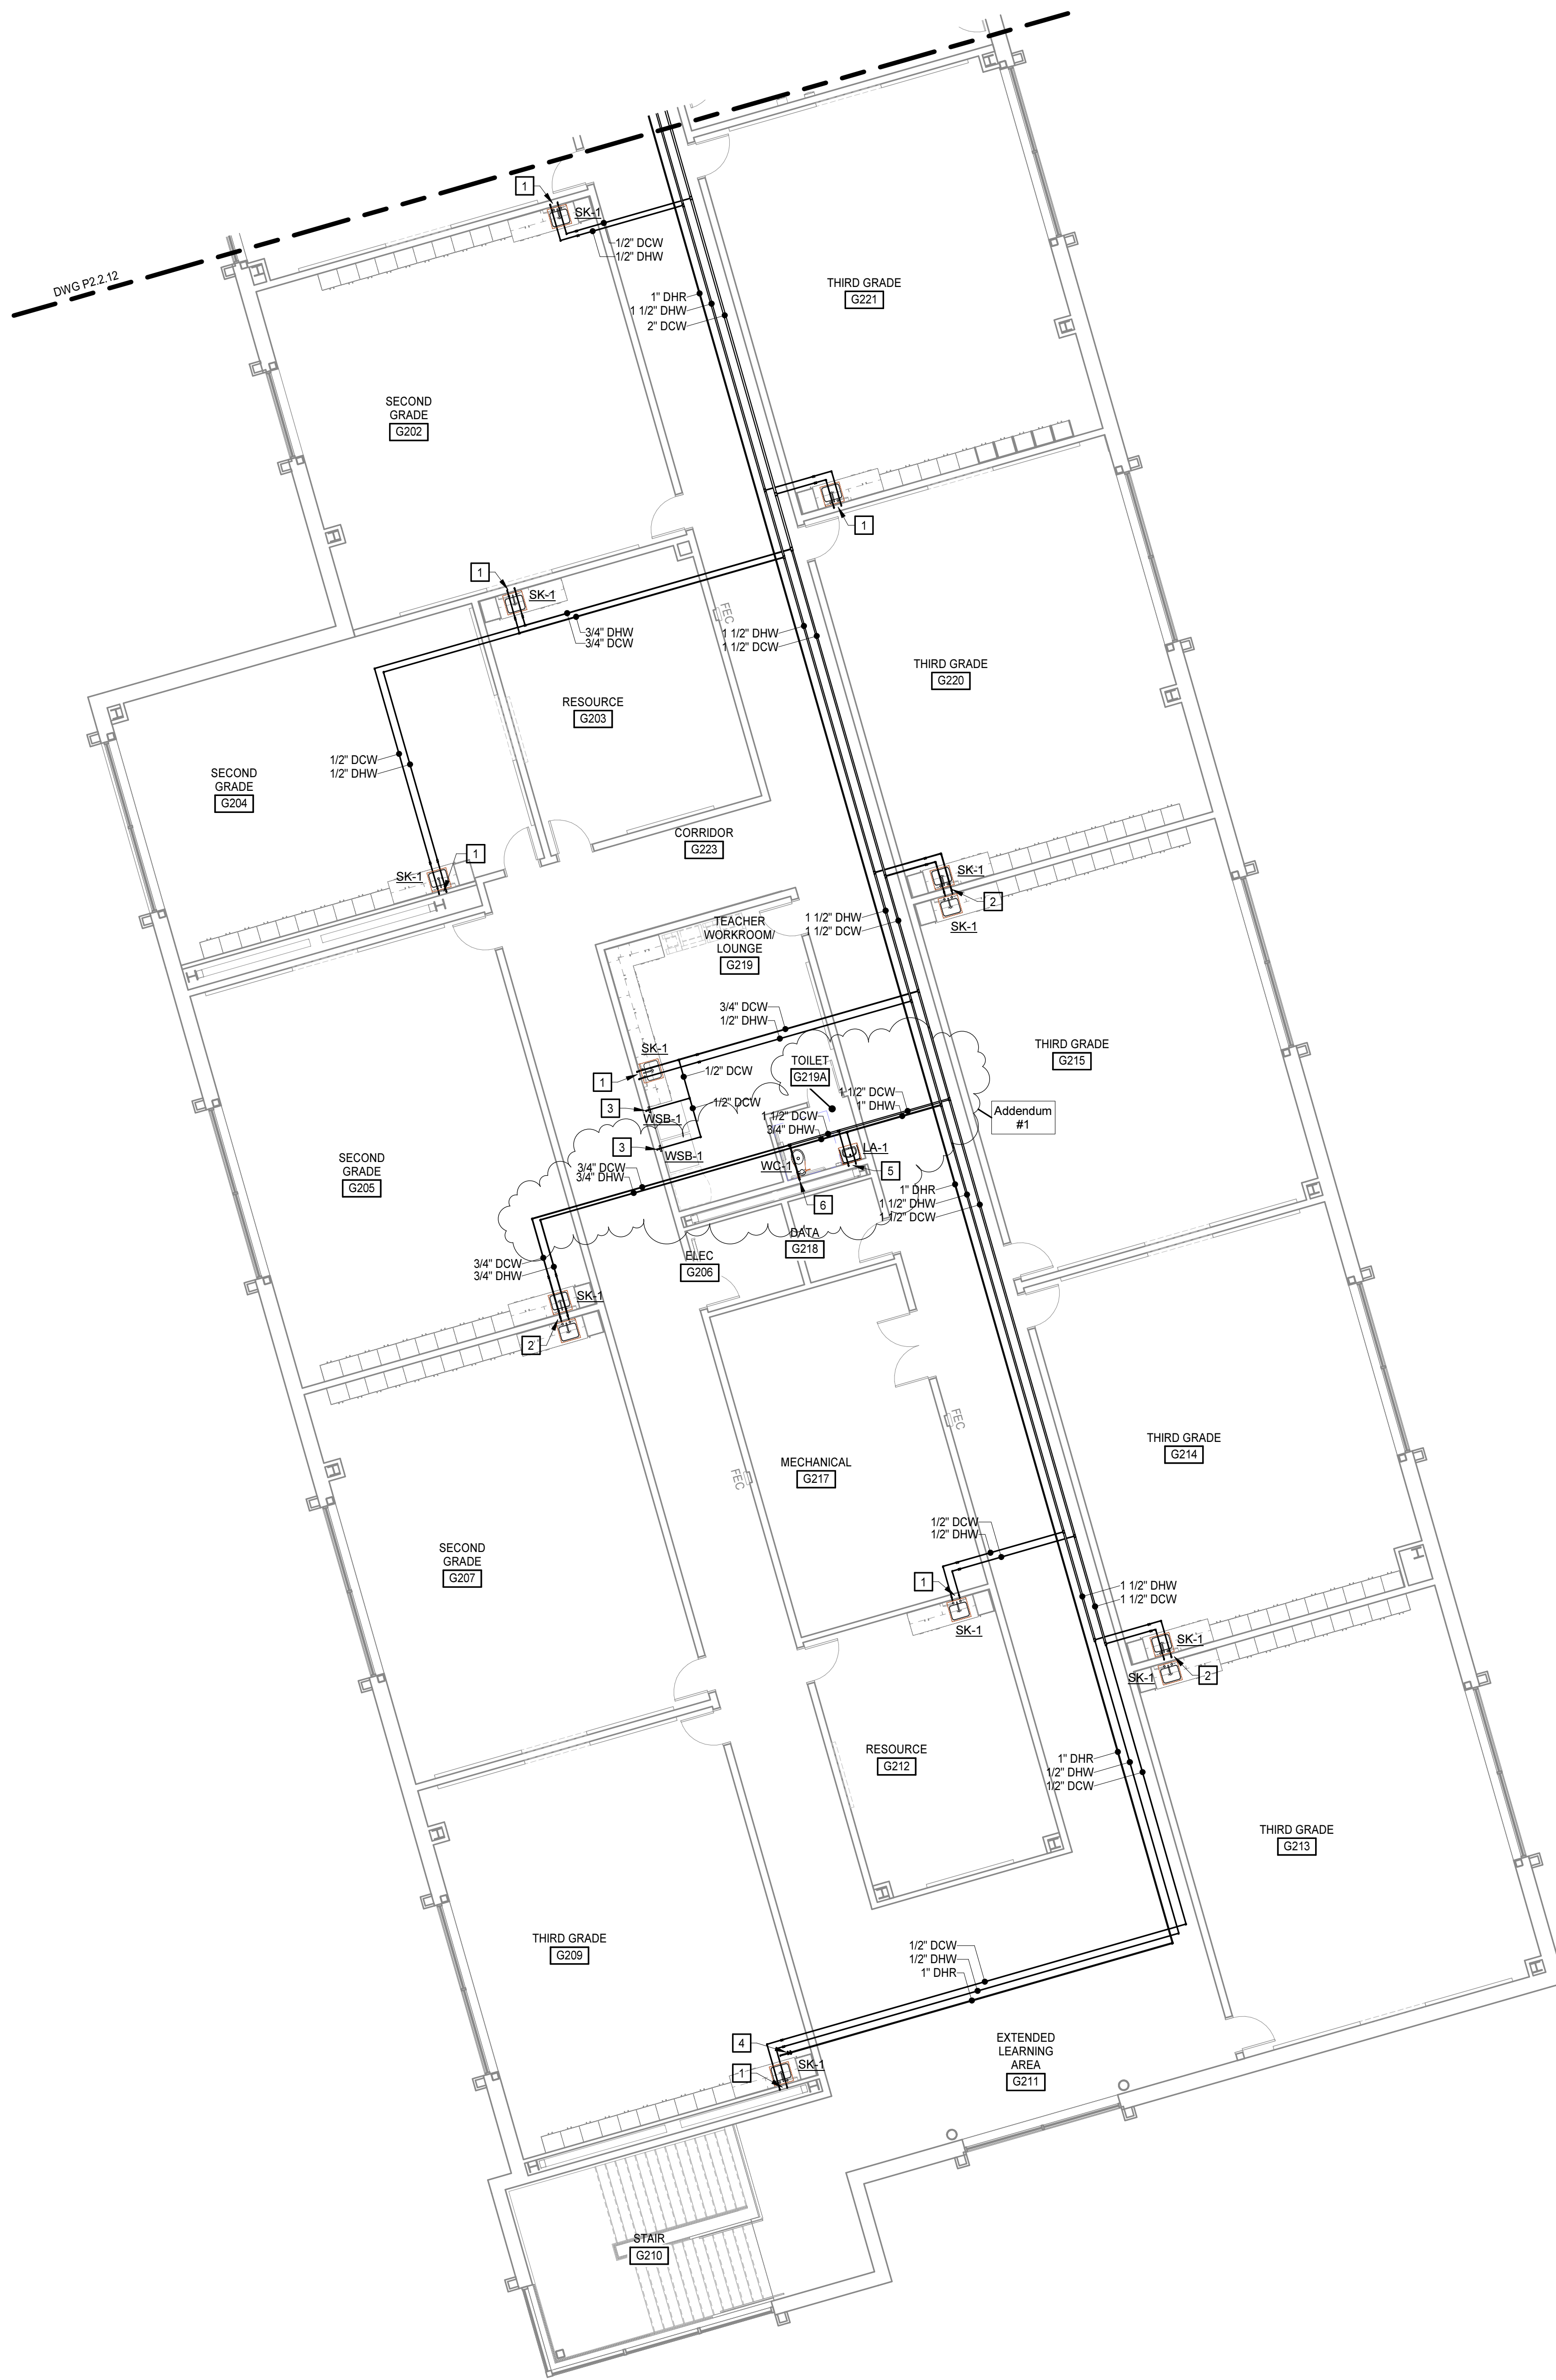 DWG P2.2.12
1
SK-1
1/2" DCW
1/2" DHW
1" DHR
1 1/2" DHW
2" DCW
THIRD GRADE
G221
SECOND
GRADE
G202
1
1
SK-1
3/4" DHW
3/4" DCW
FEC
1 1/2" DHW
1 1/2" DCW
THIRD GRADE
G220
RESOURCE
G203
1/2" DCW
1/2" DHW
SECOND
GRADE
G204
CORRIDOR
G223
1
SK-1
SK-1
2
SK-1
TEACHER
WORKROOM/
LOUNGE
G219
1 1/2" DHW
1 1/2" DCW
3/4" DCW
1/2" DHW
THIRD GRADE
G215
SK-1
1
1/2" DCW
TOILET
G219A
3
1/2" DCW
WSB-1
1 1/2" DCW
1" DHW
Addendum
#1
1 1/2" DCW
3/4" DHW
3
WSB-1
LA-1
WC-1
5
6
SECOND
GRADE
G205
3/4" DCW
3/4" DHW
1" DHR
1 1/2" DHW
1 1/2" DCW
DATA
G218
ELEC
G206
3/4" DCW
3/4" DHW
SK-1
2
FEC
THIRD GRADE
G214
MECHANICAL
G217
FEC
1/2" DCW
1/2" DHW
SECOND
GRADE
G207
1
SK-1
1 1/2" DHW
1 1/2" DCW
SK-1
SK-1
2
RESOURCE
G212
1" DHR
1/2" DHW
1/2" DCW
THIRD GRADE
G213
THIRD GRADE
G209
1/2" DCW
1/2" DHW
1" DHR
4
SK-1
1
EXTENDED
LEARNING
AREA
G211
STAIR
G210